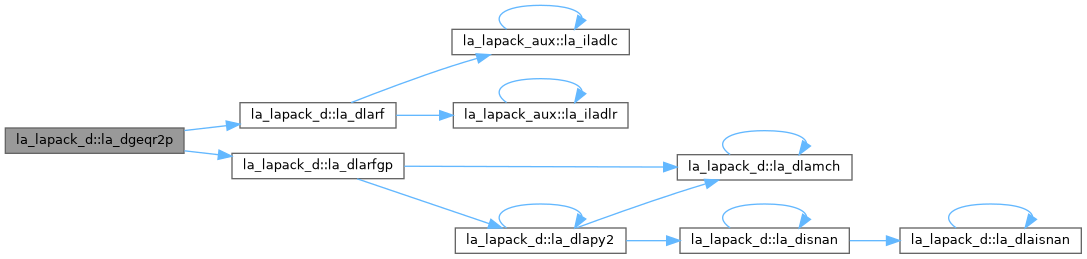 la_lapack_aux::la_iladlc
la_lapack_d::la_dlarf
la_lapack_aux::la_iladlr
la_lapack_d::la_dgeqr2p
la_lapack_d::la_dlarfgp
la_lapack_d::la_dlamch
la_lapack_d::la_dlapy2
la_lapack_d::la_disnan
la_lapack_d::la_dlaisnan